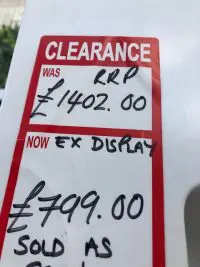 CLEARANCE
WAS RRP
£1402.00
NOW EX DISPLAY
£799.00
SOLD AS